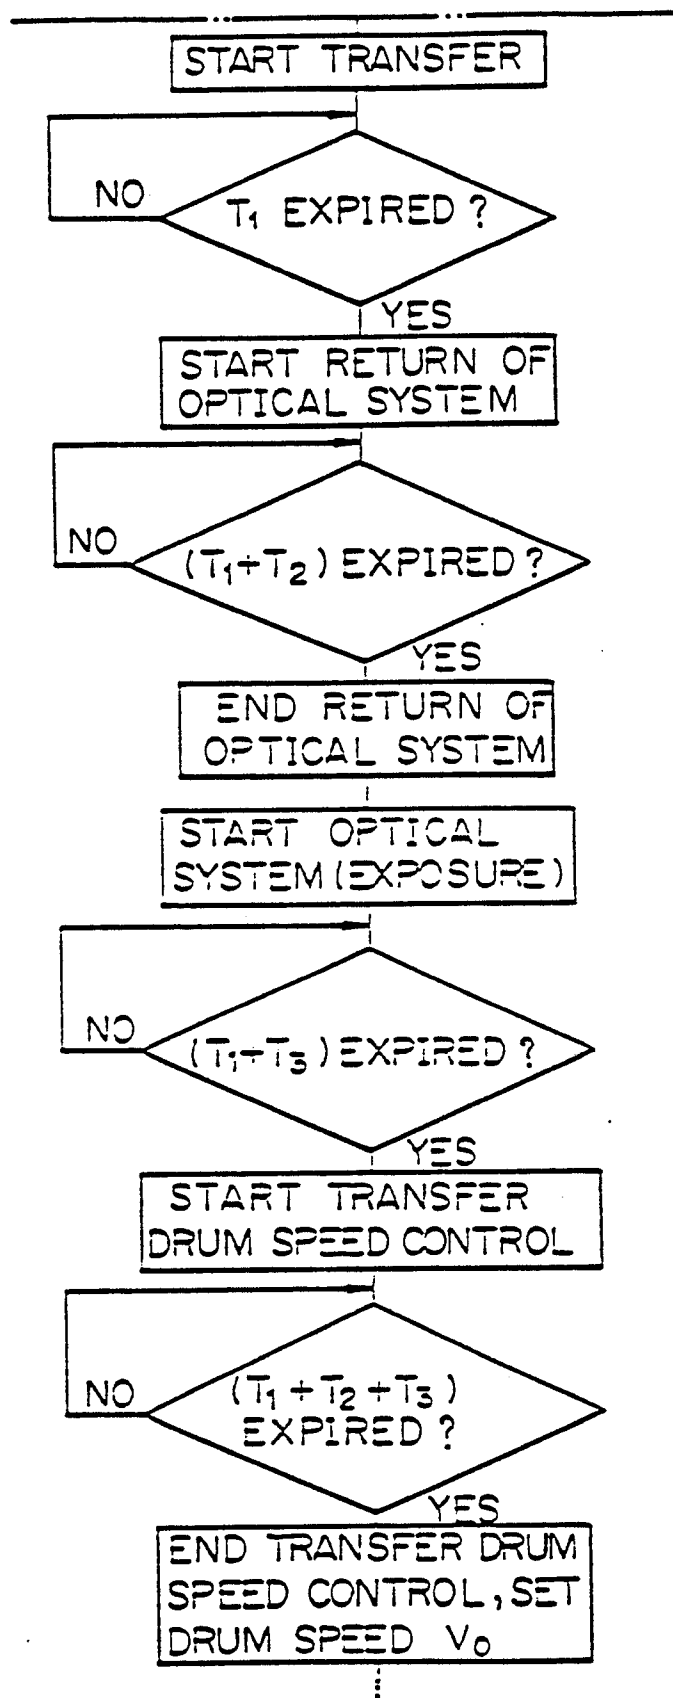 START TRANSFER
NO
T₁ EXPIRED ?
YES
START RETURN OF
OPTICAL SYSTEM
NO
(T₁+T₂) EXPIRED ?
YES
END RETURN OF
OPTICAL SYSTEM
START OPTICAL
SYSTEM (EXPOSURE)
NO
(T₁+T₃) EXPIRED ?
YES
START TRANSFER
DRUM SPEED CONTROL
NO
(T₁+T₂+T₃)
EXPIRED ?
YES
END TRANSFER DRUM
SPEED CONTROL, SET
DRUM SPEED V₀